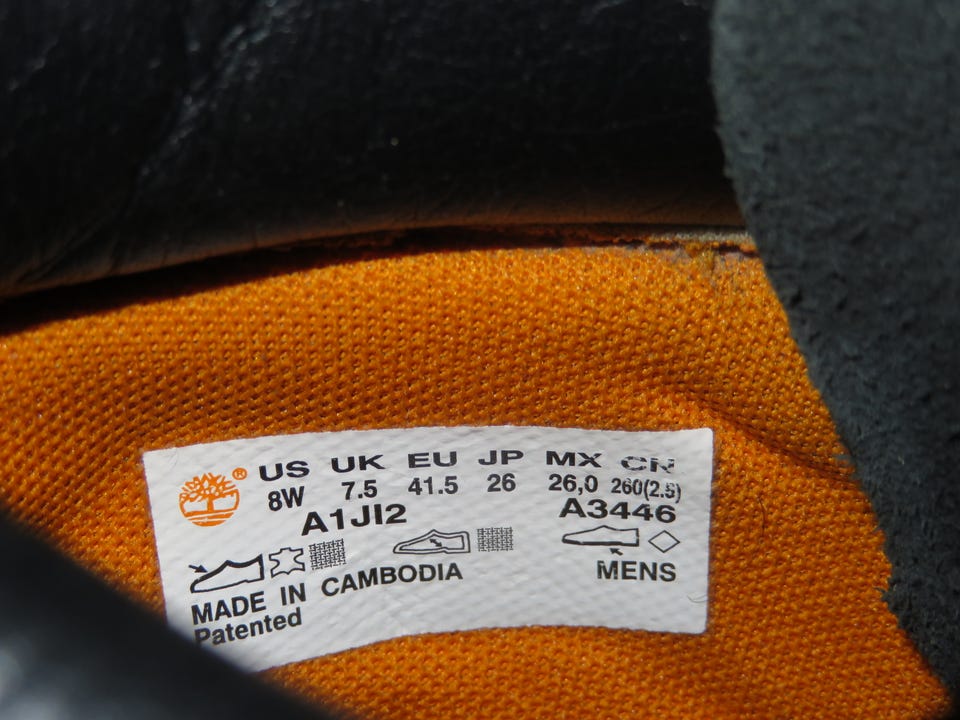 ® US UK EU JP MX CN
8W 7.5 41.5 26 26,0 260(2.5)
A1JI2 A3446
MADE IN CAMBODIA MENS
Patented